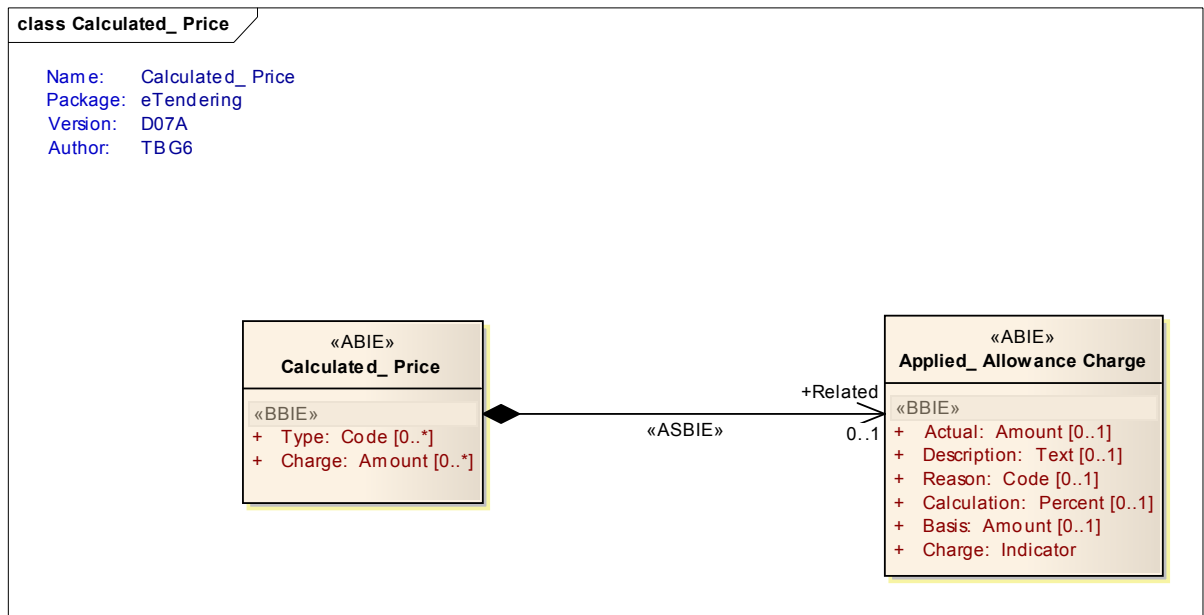 class Calculated_ Price
Name: Calculated_ Price
Package: eTendering
Version: D07A
Author: TBG6
«ABIE»
Calculated_ Price
«BBIE»
+ Type: Code [0..*]
+ Charge: Amount [0..*]
+Related
«ASBIE»
0..1
«ABIE»
Applied_ Allowance Charge
«BBIE»
+ Actual: Amount [0..1]
+ Description: Text [0..1]
+ Reason: Code [0..1]
+ Calculation: Percent [0..1]
+ Basis: Amount [0..1]
+ Charge: Indicator